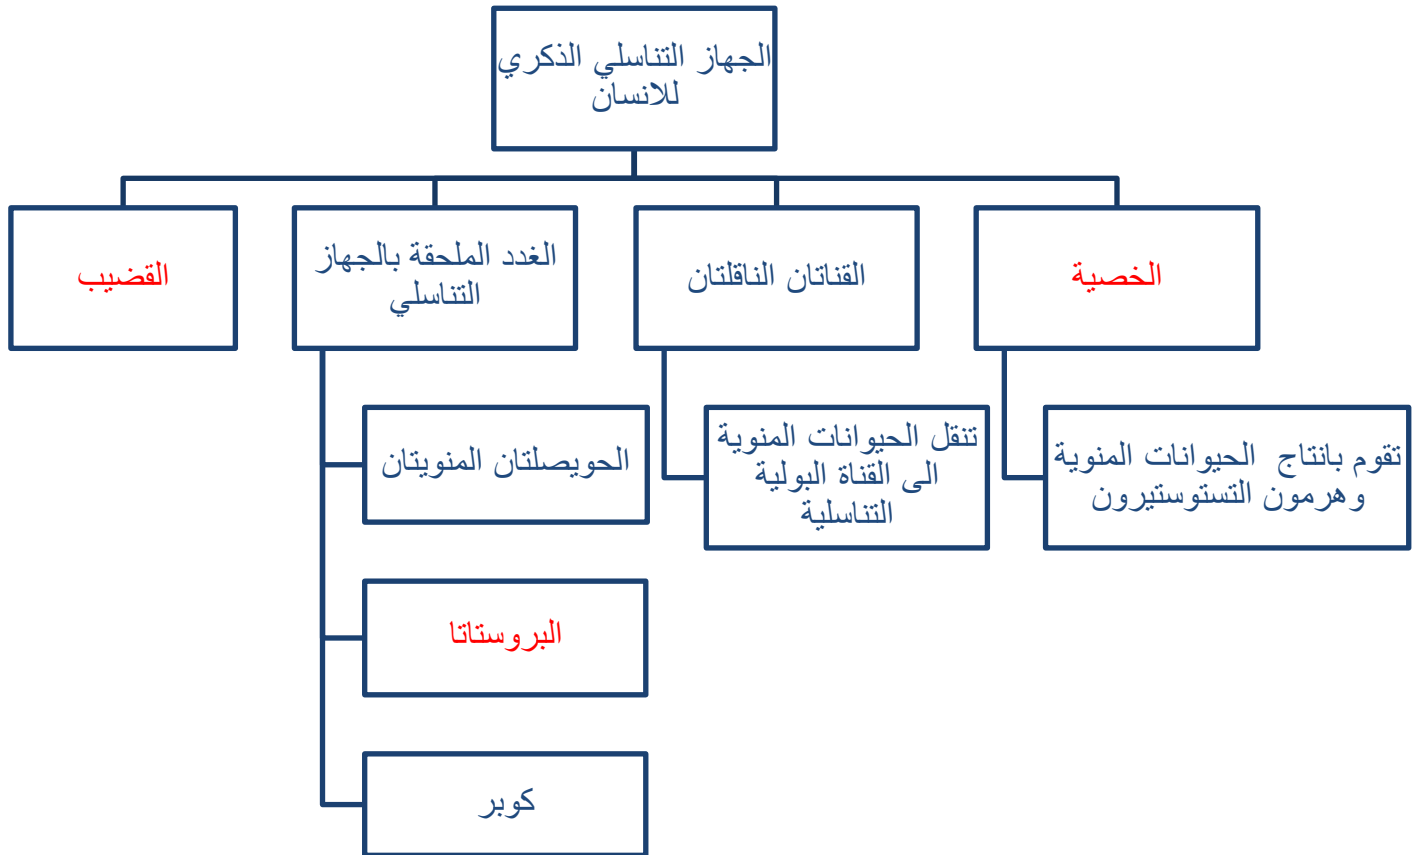 الجهاز التناسلي الذكري
للانسان
الخصية
القناتان الناقلتان
الغدد الملحقة بالجهاز
التناسلي
القضيب
تقوم بانتاج الحيوانات المنوية
وهرمون التستوستيرون
تنقل الحيوانات المنوية
الى القناة البولية
التناسلية
الحويصلتان المنويتان
البروستاتا
كوبر